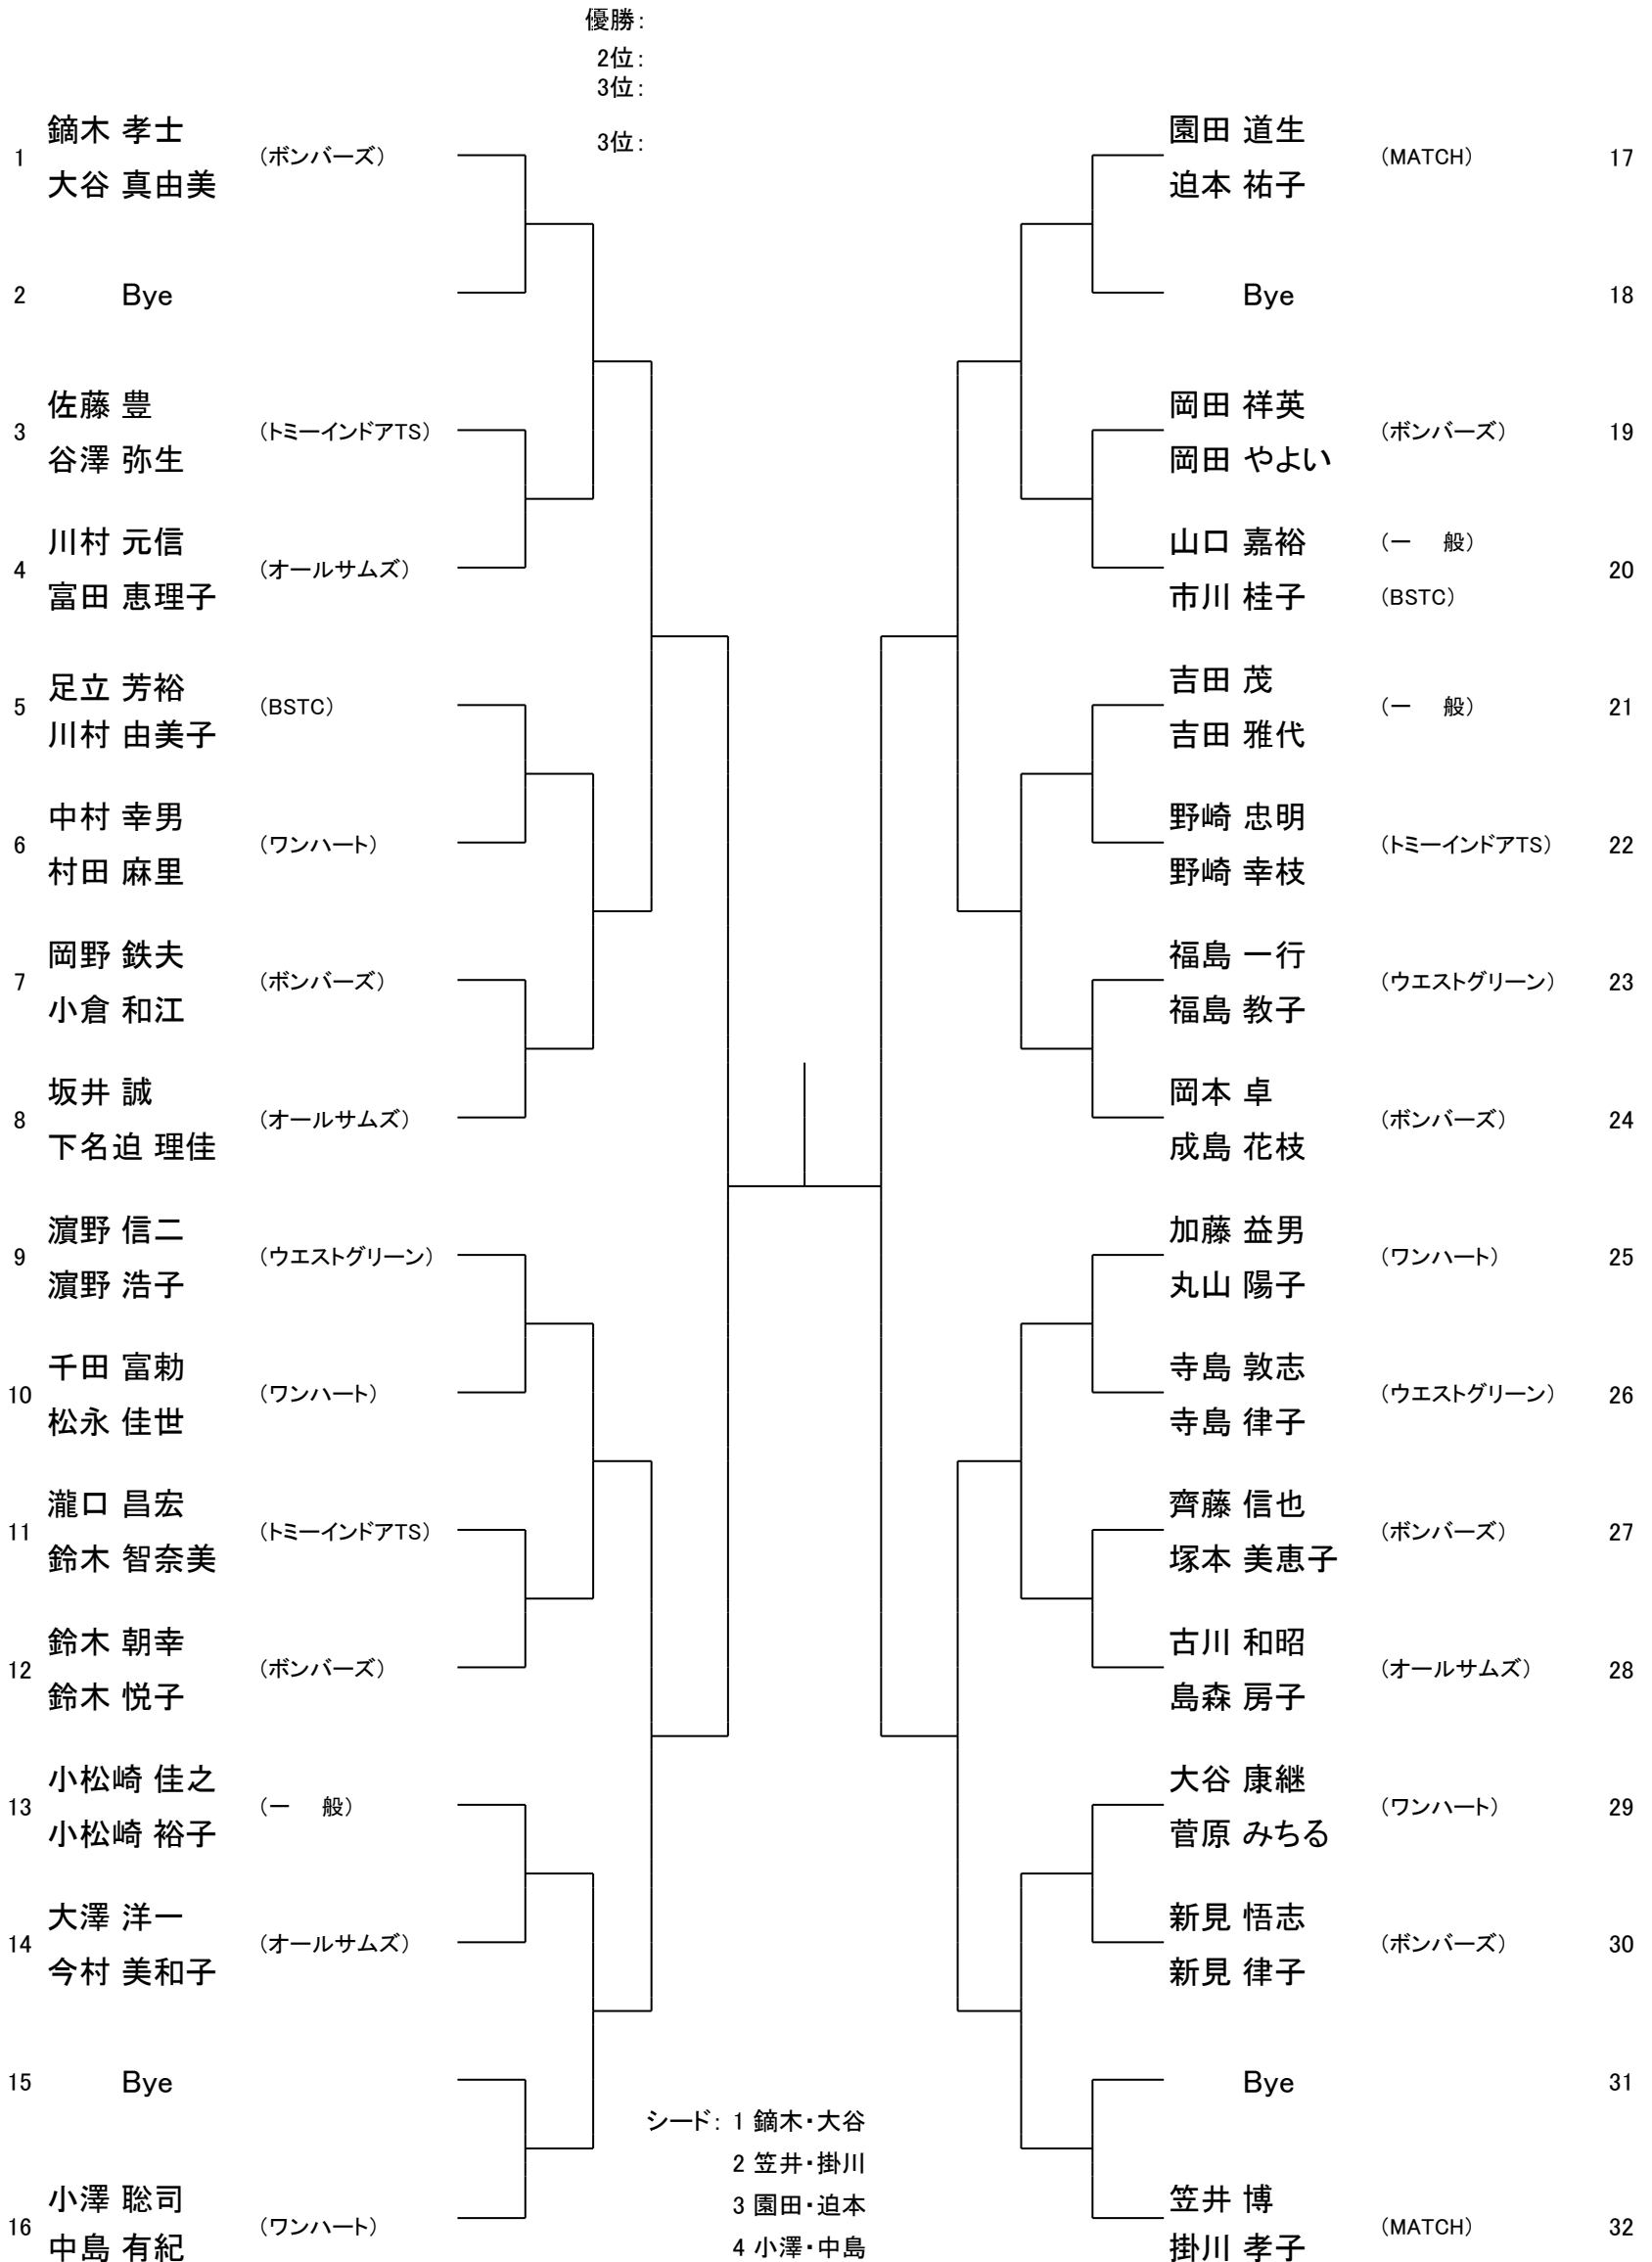 優勝：
2位：
3位：
3位：
鏑木 孝士
1 （ボンバーズ）
大谷 真由美
2 Bye
佐藤 豊
3 （トミーインドアTS）
谷澤 弥生
川村 元信
4 （オールサムズ）
富田 恵理子
足立 芳裕
5 （BSTC）
川村 由美子
中村 幸男
6 （ワンハート）
村田 麻里
岡野 鉄夫
7 （ボンバーズ）
小倉 和江
坂井 誠
8 （オールサムズ）
下名迫 理佳
濵野 信二
9 （ウエストグリーン）
濵野 浩子
千田 富勅
10 （ワンハート）
松永 佳世
瀧口 昌宏
11 （トミーインドアTS）
鈴木 智奈美
鈴木 朝幸
12 （ボンバーズ）
鈴木 悦子
小松崎 佳之
13 （一　般）
小松崎 裕子
大澤 洋一
14 （オールサムズ）
今村 美和子
15 Bye
小澤 聡司
16 （ワンハート）
中島 有紀
園田 道生
（MATCH） 17
迫本 祐子
Bye 18
岡田 祥英
（ボンバーズ） 19
岡田 やよい
山口 嘉裕 （一　般）
20
市川 桂子 （BSTC）
吉田 茂
（一　般） 21
吉田 雅代
野崎 忠明
（トミーインドアTS） 22
野崎 幸枝
福島 一行
（ウエストグリーン） 23
福島 教子
岡本 卓
（ボンバーズ） 24
成島 花枝
加藤 益男
（ワンハート） 25
丸山 陽子
寺島 敦志
（ウエストグリーン） 26
寺島 律子
齊藤 信也
（ボンバーズ） 27
塚本 美恵子
古川 和昭
（オールサムズ） 28
島森 房子
大谷 康継
（ワンハート） 29
菅原 みちる
新見 悟志
（ボンバーズ） 30
新見 律子
Bye 31
笠井 博
（MATCH） 32
掛川 孝子
シード： 1 鏑木・大谷
2 笠井・掛川
3 園田・迫本
4 小澤・中島